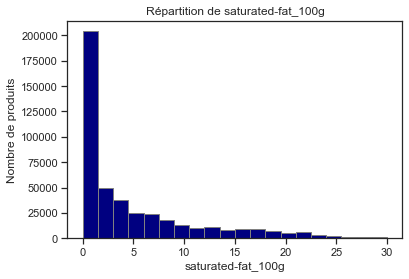 Répartition de saturated-fat_100g
Nombre de produits
200000
175000
150000
125000
100000
75000
50000
25000
0
0 5 10 15 20 25 30
saturated-fat_100g